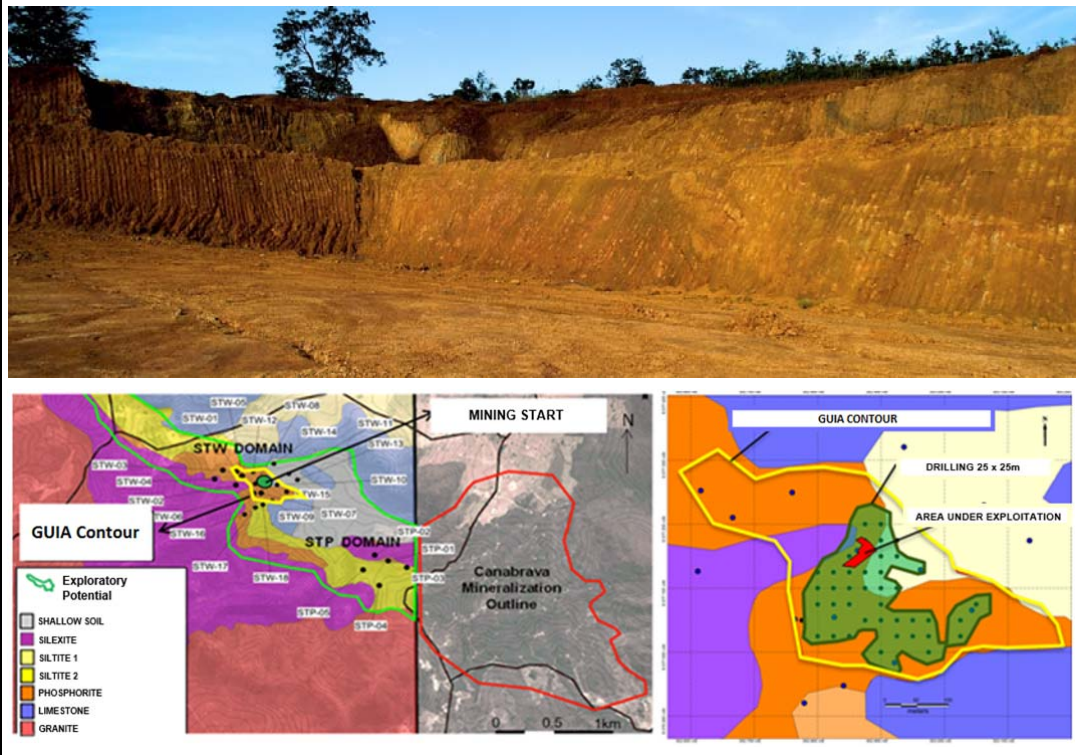 STW-05
STW-08
STW-01
STW-12
STW-11
STW-14
STW-13
MINING START
N
STW DOMAIN
STW-03
STW-04
STW-10
STW-02
STW-06
STW-09
STW-07
STW-16
STP-02
GUIA Contour
STP DOMAIN
STP-01
STW-17
STP-03
STW-18
STP-05
STP-04
Canabrava
Mineralization
Outline
Exploratory
Potential
SHALLOW SOIL
SILEXITE
SILTITE 1
SILTITE 2
PHOSPHORITE
LIMESTONE
GRANITE
0 0.5 1km
GUIA CONTOUR
N
DRILLING 25 x 25m
AREA UNDER EXPLOITATION
meters